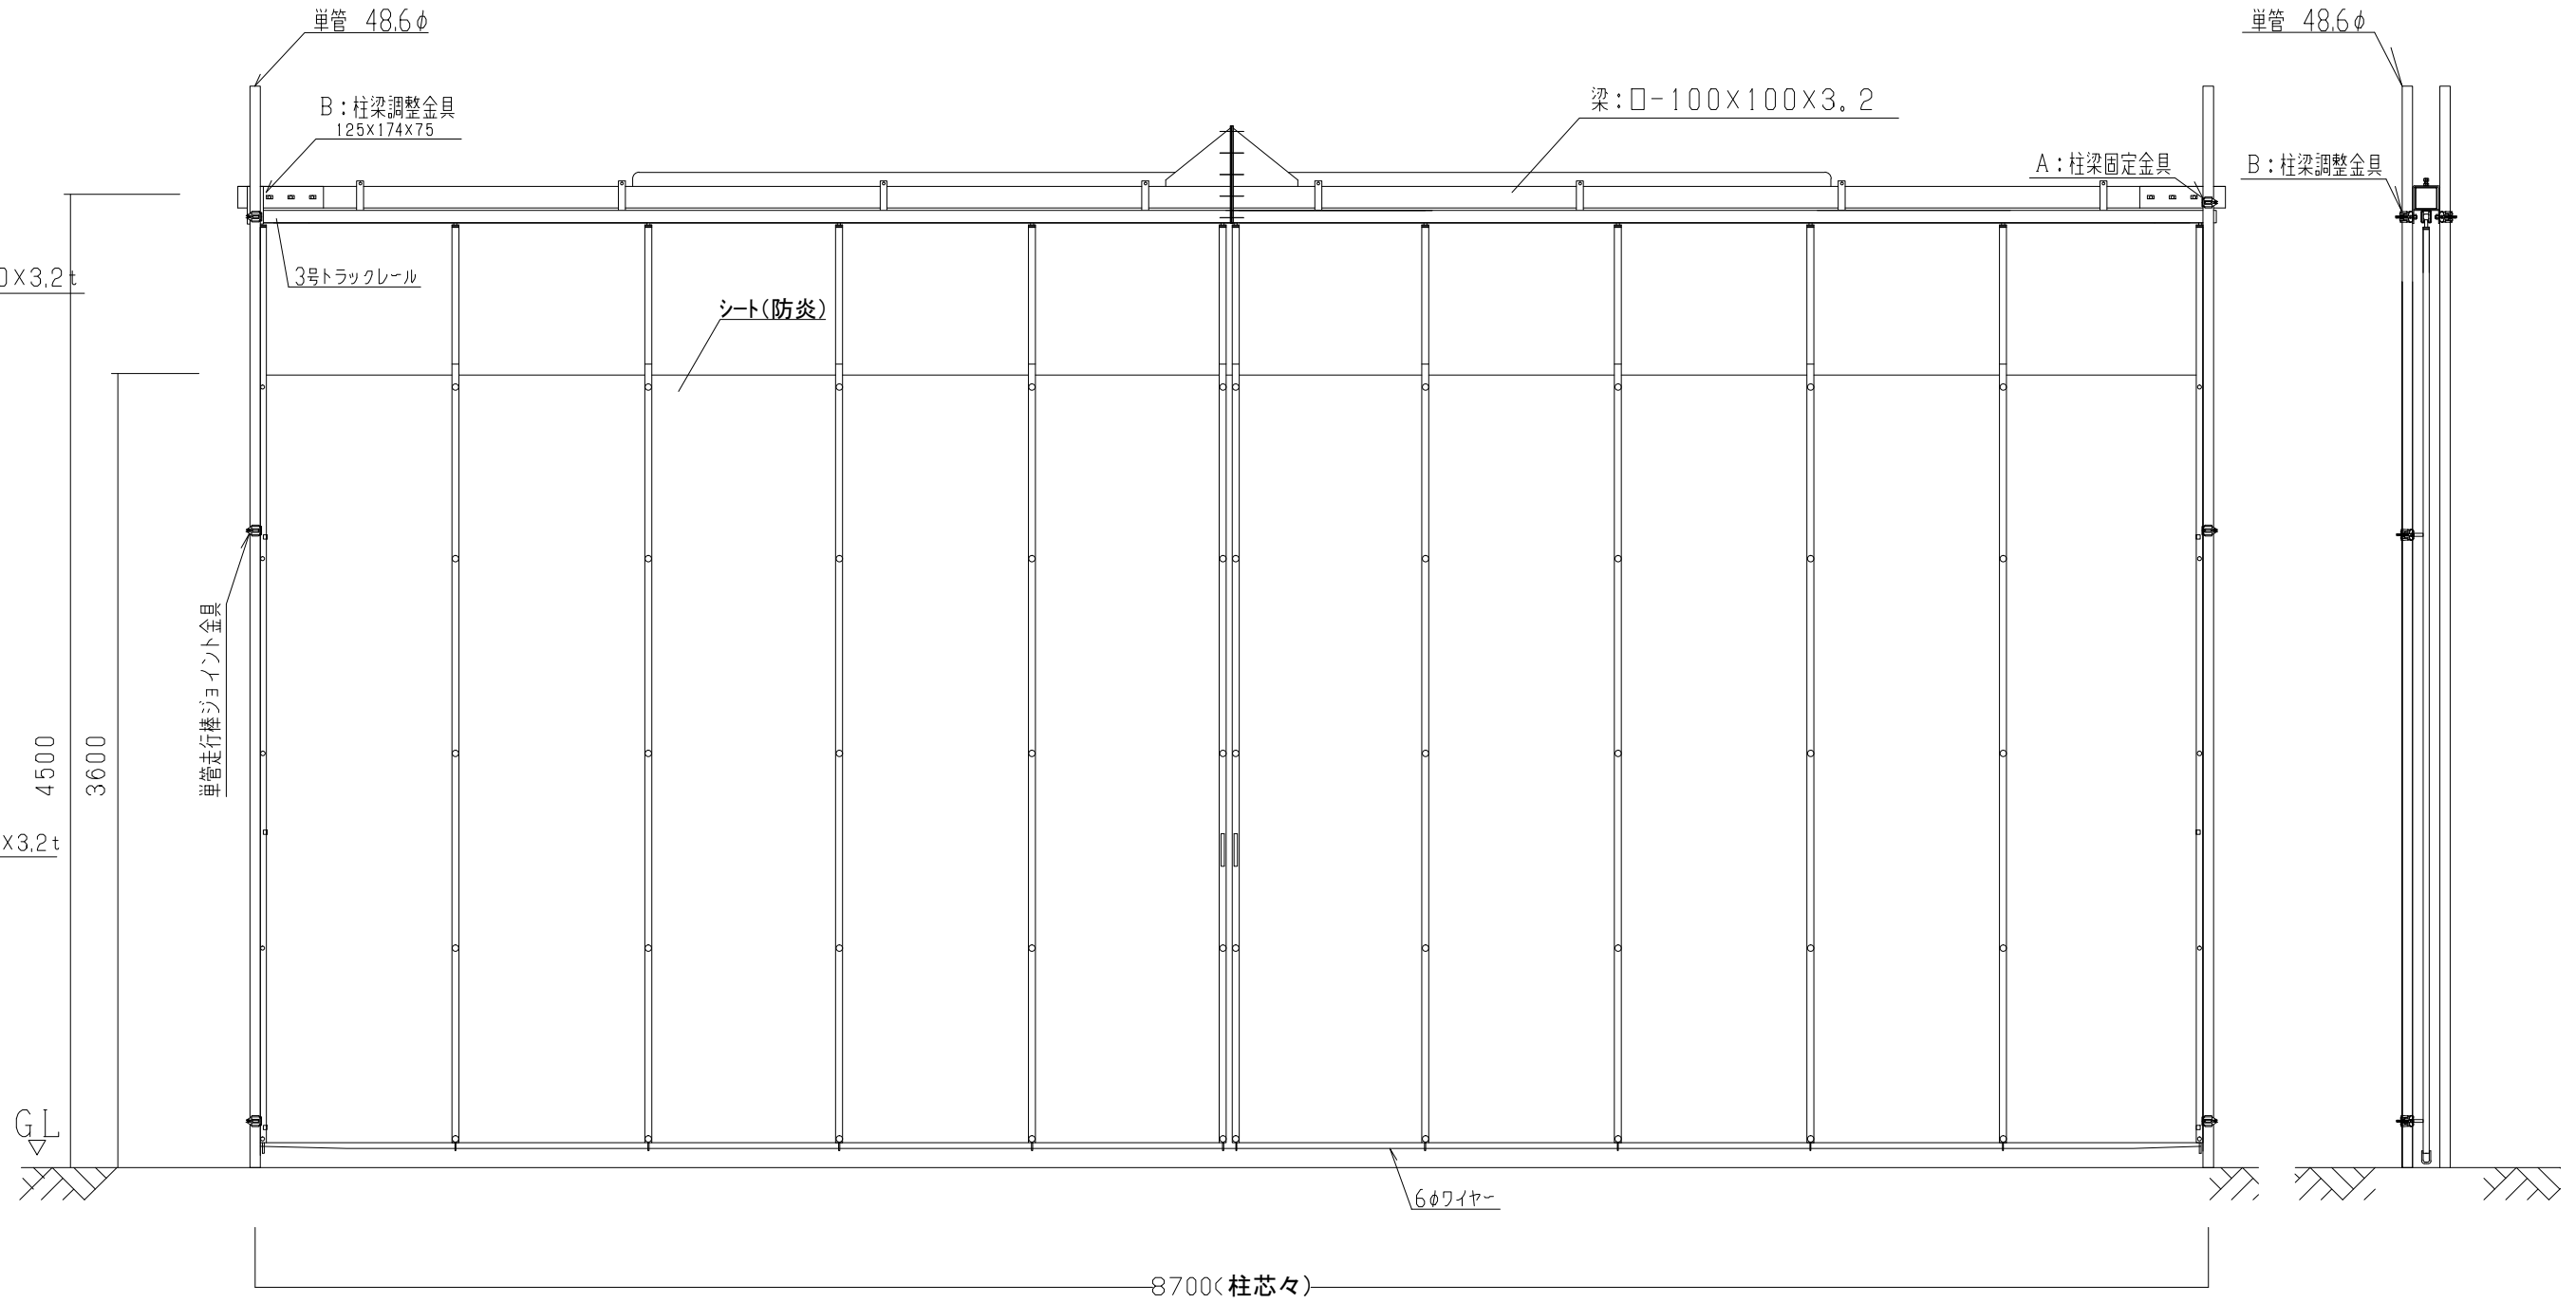 単管 48.6φ
単管 48.6φ
B:柱梁調整金具
125X174X75
梁:口-100X100X3.2
A:柱梁固定金具
B:柱梁調整金具
0X3.2t
3号トラックレール
シート(防炎)
単管走行棒ジョイント金具
4500
3600
X3.2t
GL
6φワイヤー
8700(柱芯々)